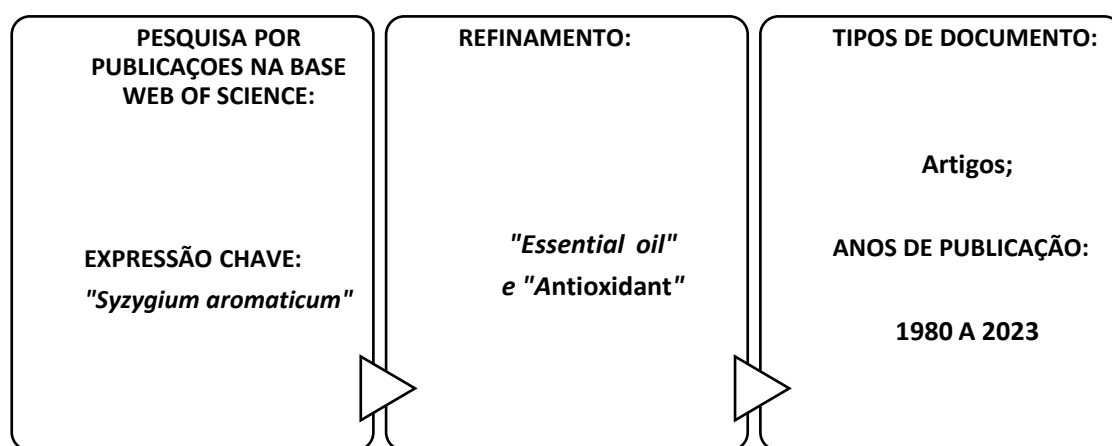 PESQUISA POR
PUBLICAÇOES NA BASE
WEB OF SCIENCE:
EXPRESSÃO CHAVE:
"Syzygium aromaticum"
REFINAMENTO:
"Essential oil"
e "Antioxidant"
TIPOS DE DOCUMENTO:
Artigos;
ANOS DE PUBLICAÇÃO:
1980 A 2023